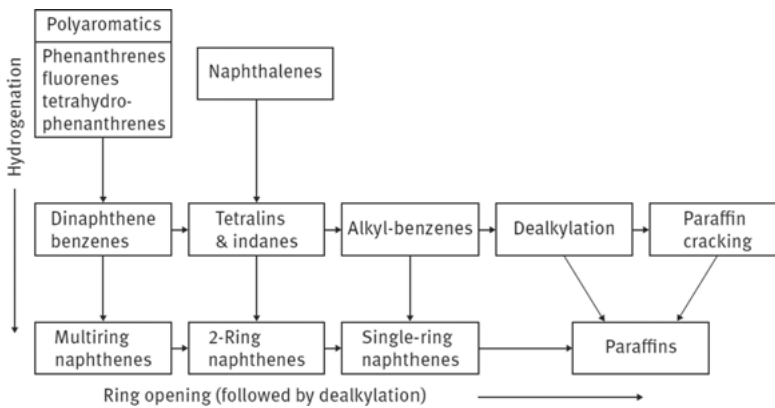 Polyaromatics
Phenanthrenes
fluorenes
tetrahydro-
phenanthrenes
Naphthalenes
Hydrogenation
Dinaphthene
benzenes
Tetralins
& indanes
Alkyl-benzenes
Dealkylation
Paraffin
cracking
Multiring
naphthenes
2-Ring
naphthenes
Single-ring
naphthenes
Paraffins
Ring opening (followed by dealkylation)